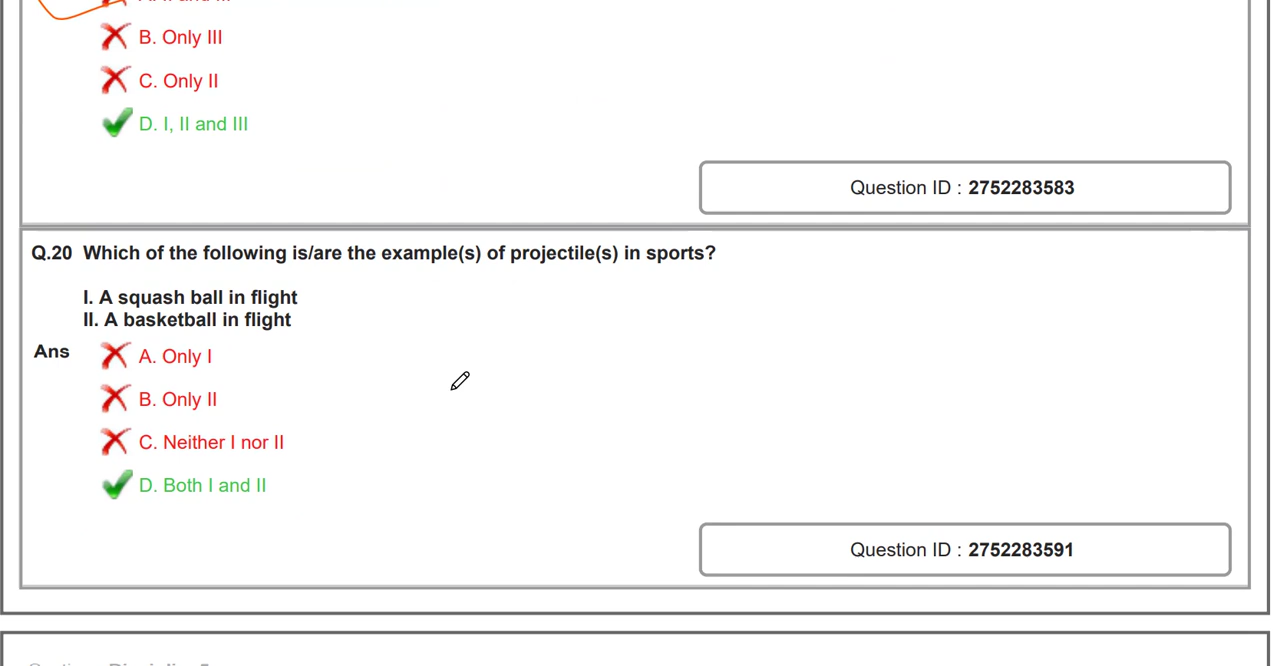 B. Only III
C. Only II
D. I, II and III
Question ID : 2752283583
Q.20 Which of the following is/are the example(s) of projectile(s) in sports?
I. A squash ball in flight
II. A basketball in flight
Ans
A. Only I
B. Only II
C. Neither I nor II
D. Both I and II
Question ID : 2752283591